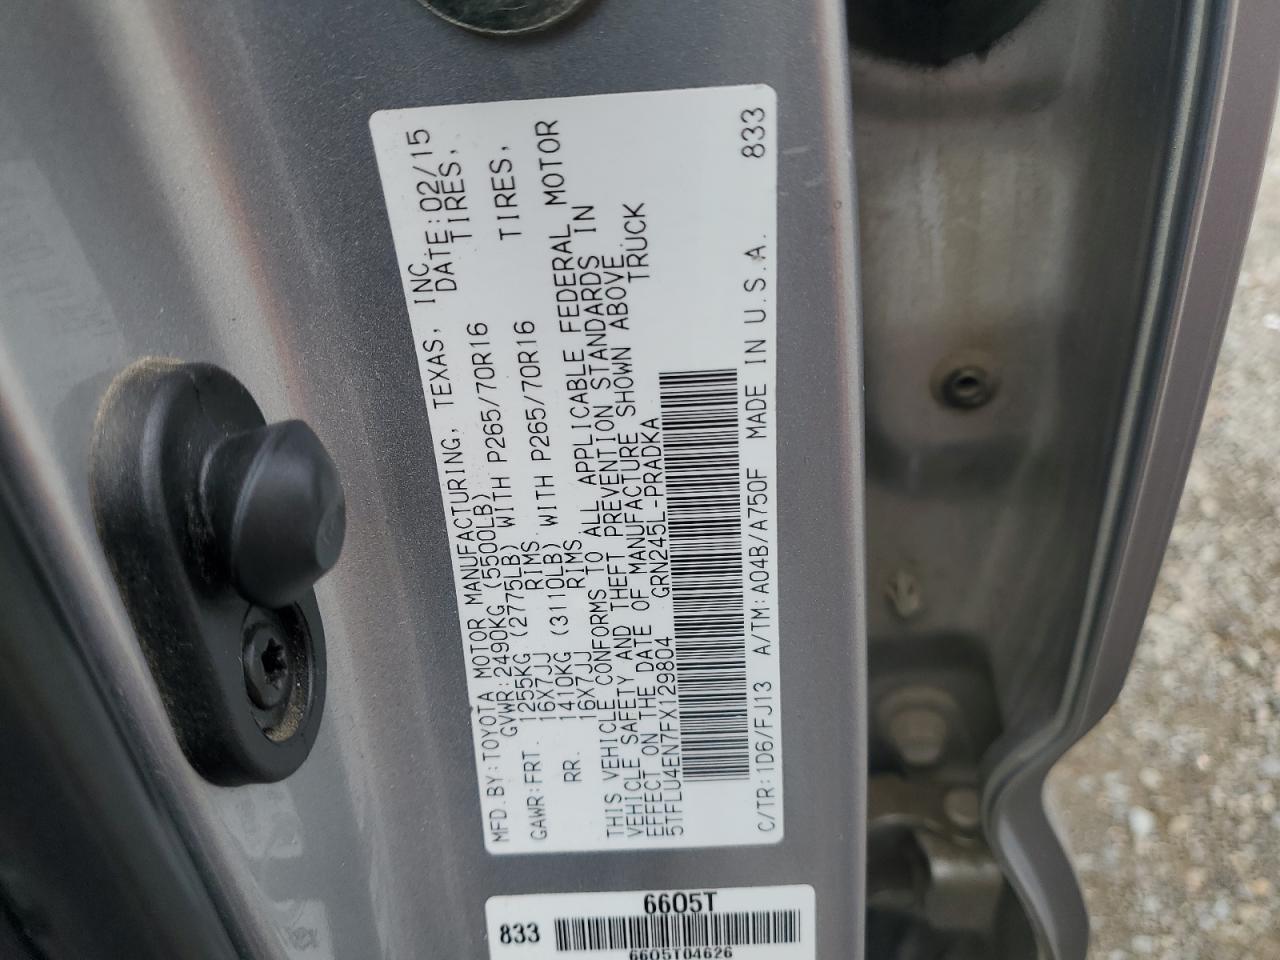 MFD.BY:TOYOTA MOTOR MANUFACTURING, TEXAS, INC.
GVWR:2490KG (5500LB) DATE:02/15
GAWR:FRT. 1255KG (2775LB) WITH P265/70R16 TIRES,
16X7JJ RIMS
RR. 1410KG (3110LB) WITH P265/70R16 TIRES,
16X7JJ RIMS
THIS VEHICLE CONFORMS TO ALL APPLICABLE FEDERAL MOTOR
VEHICLE SAFETY AND THEFT PREVENTION STANDARDS IN
EFFECT ON THE DATE OF MANUFACTURE SHOWN ABOVE.
5TFLU4EN7FX129804 GRN245L-PRADKA TRUCK
C/TR:1D6/FJ13 A/TM:A04B/A750F MADE IN U.S.A. 833
6605T
833
6605T04626